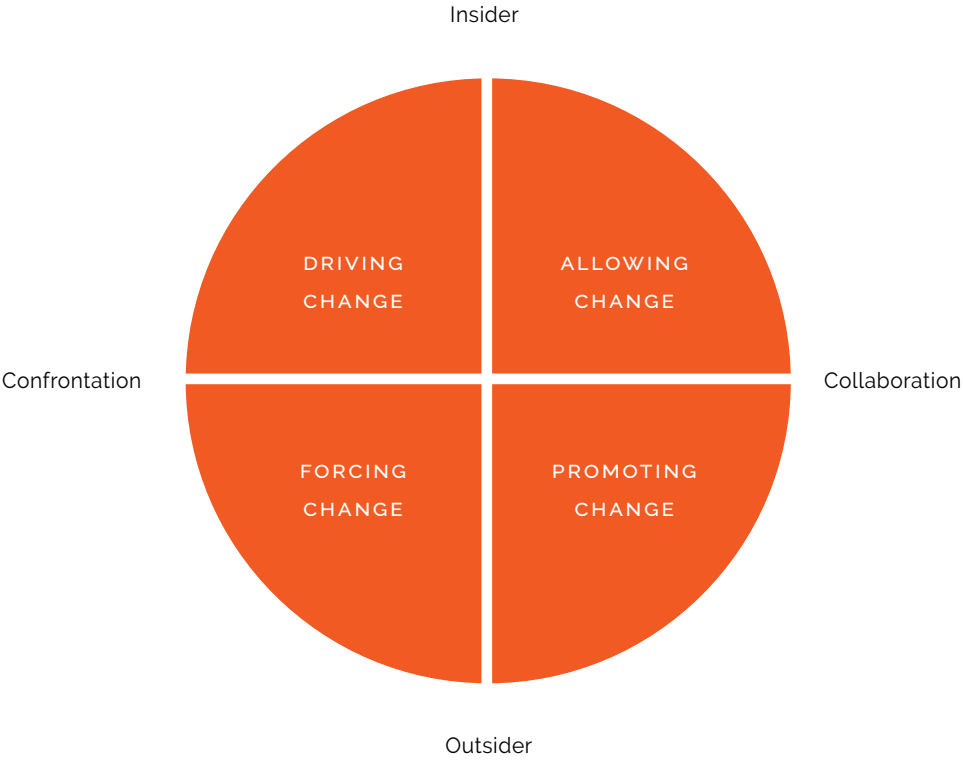 Insider
DRIVING
CHANGE
ALLOWING
CHANGE
Confrontation
Collaboration
FORCING
CHANGE
PROMOTING
CHANGE
Outsider